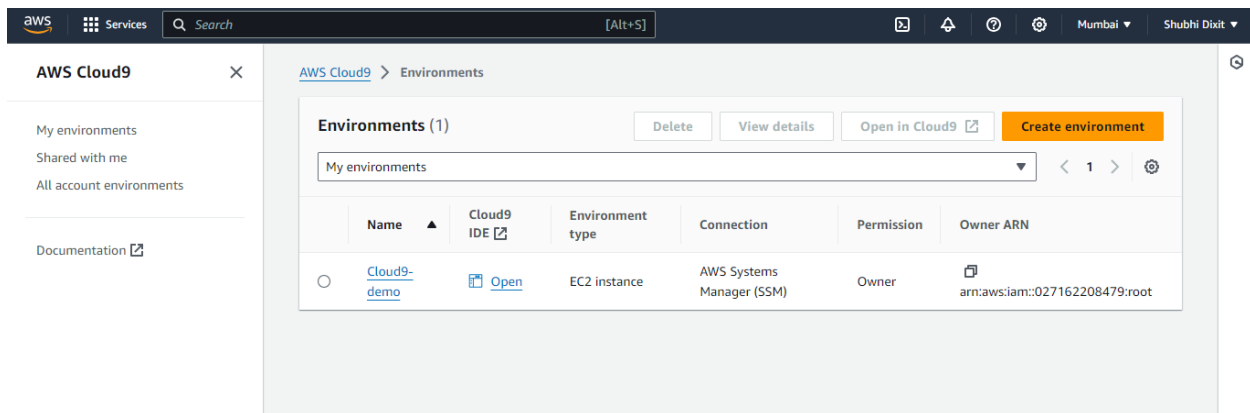 aws
Services
Search
[Alt+S]
Mumbai
Shubhi Dixit
AWS Cloud9
My environments
Shared with me
All account environments
Documentation
AWS Cloud9 > Environments
Environments (1)
Delete
View details
Open in Cloud9
Create environment
My environments
1
Name
Cloud9
IDE
Environment
type
Connection
Permission
Owner ARN
Cloud9-
demo
Open
EC2 instance
AWS Systems
Manager (SSM)
Owner
arn:aws:iam::027162208479:root